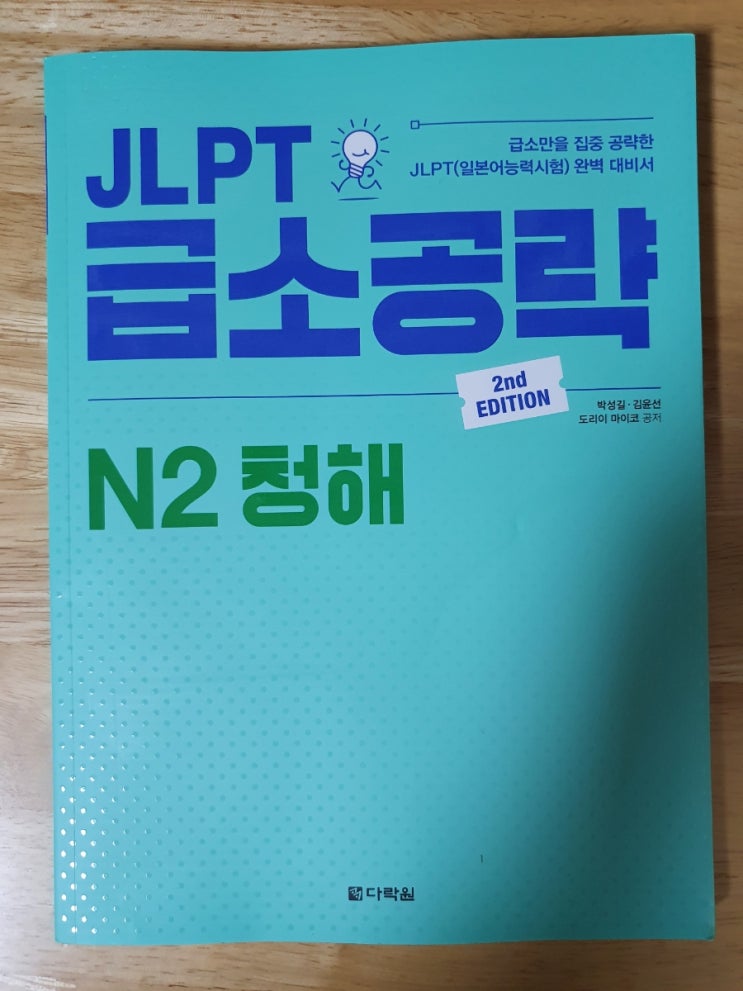 JLPT
급소만을 집중 공략한
JLPT(일본어능력시험) 완벽 대비서
급소공략
2nd
EDITION
박성길·김윤선
도리이 마이코 공저
N2 청해
다락원